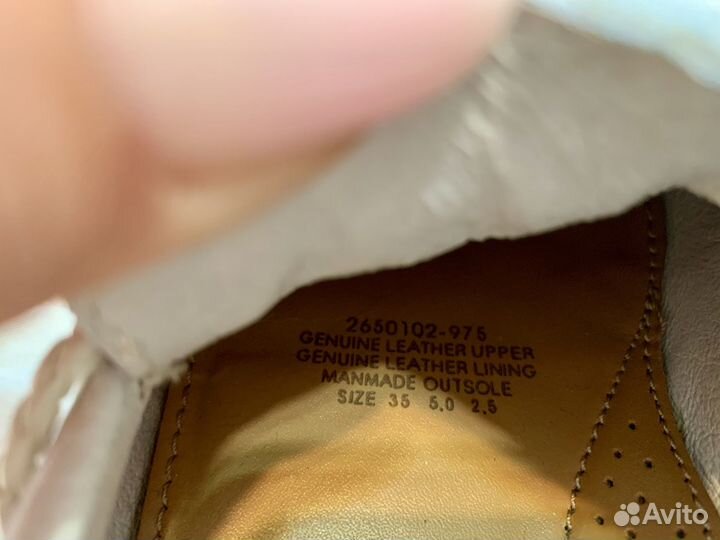 2650102-975
GENUINE LEATHER UPPER
GENUINE LEATHER LINING
MANMADE OUTSOLE
SIZE 35 5.0 2.5
Avito